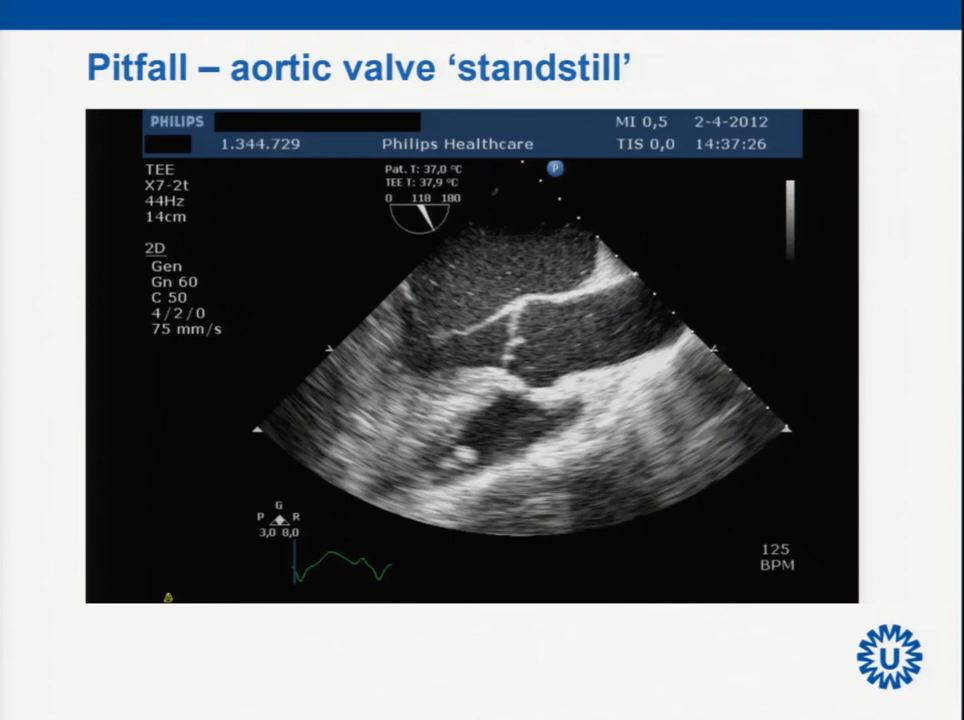 Pitfall – aortic valve ‘standstill’
PHILIPS
MI 0,5 2-4-2012
1.344.729 Philips Healthcare TIS 0,0 14:37:26
TEE
X7-2t
44Hz
14cm
Pat. T: 37,0 °C
TEE T: 37,9 °C
0 118 180
P
2D
Gen
Gn 60
C 50
4/2/0
75 mm/s
G
P R
3,0 8,0
125
BPM
U